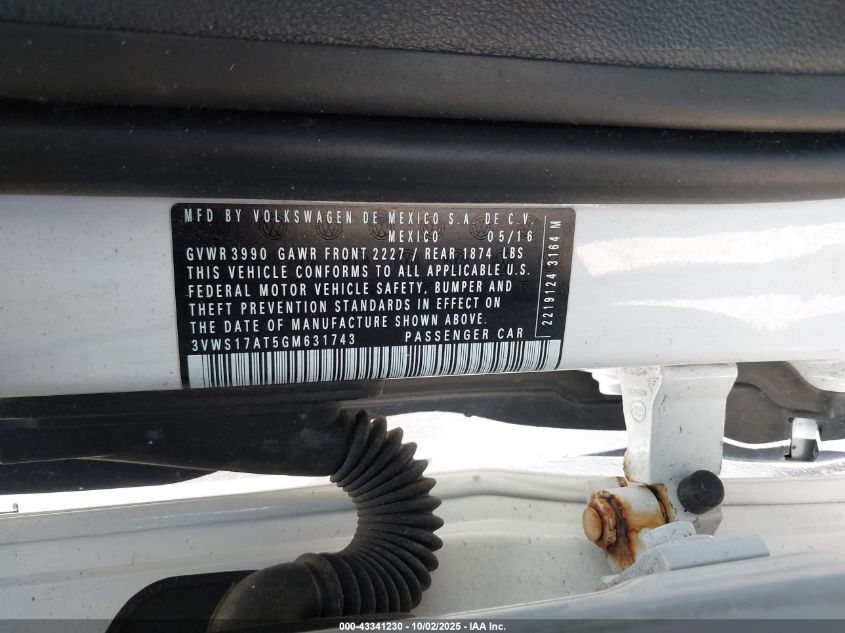 MFD BY VOLKSWAGEN DE MEXICO S.A. DE C.V.
MEXICO 05/16
GVWR 3990 GAWR FRONT 2227 / REAR 1874 LBS
THIS VEHICLE CONFORMS TO ALL APPLICABLE U.S.
FEDERAL MOTOR VEHICLE SAFETY, BUMPER AND
THEFT PREVENTION STANDARDS IN EFFECT ON
THE DATE OF MANUFACTURE SHOWN ABOVE.
3VWS17AT5GM631743 PASSENGER CAR
2219124 3164 M
000-43341230 - 10/02/2025 - IAA Inc.